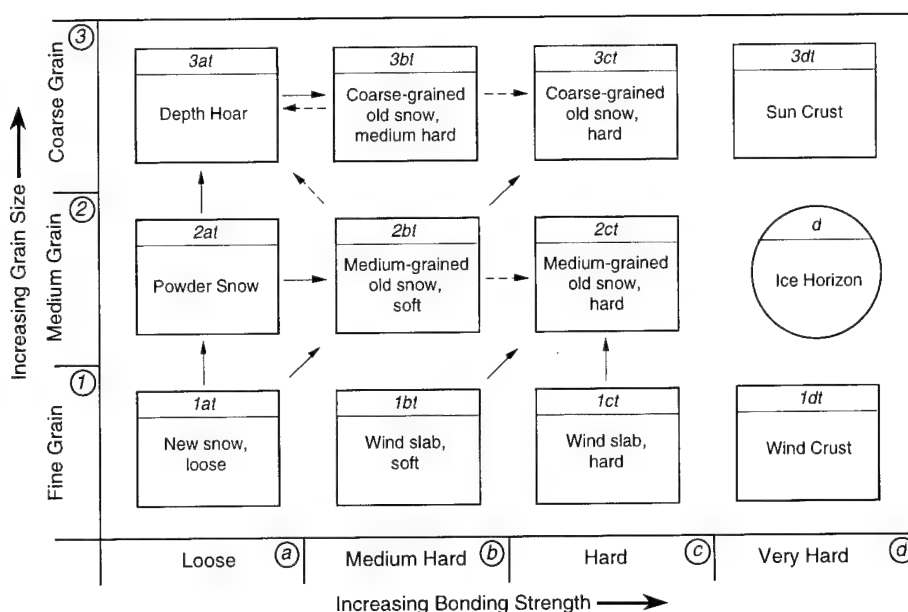 Increasing Grain Size
Coarse Grain
3
3at
Depth Hoar
3bt
Coarse-grained
old snow,
medium hard
3ct
Coarse-grained
old snow,
hard
3dt
Sun Crust
Medium Grain
2
2at
Powder Snow
2bt
Medium-grained
old snow,
soft
2ct
Medium-grained
old snow,
hard
d
Ice Horizon
Fine Grain
1
1at
New snow,
loose
1bt
Wind slab,
soft
1ct
Wind slab,
hard
1dt
Wind Crust
Loose
a
Medium Hard
b
Hard
c
Very Hard
d
Increasing Bonding Strength